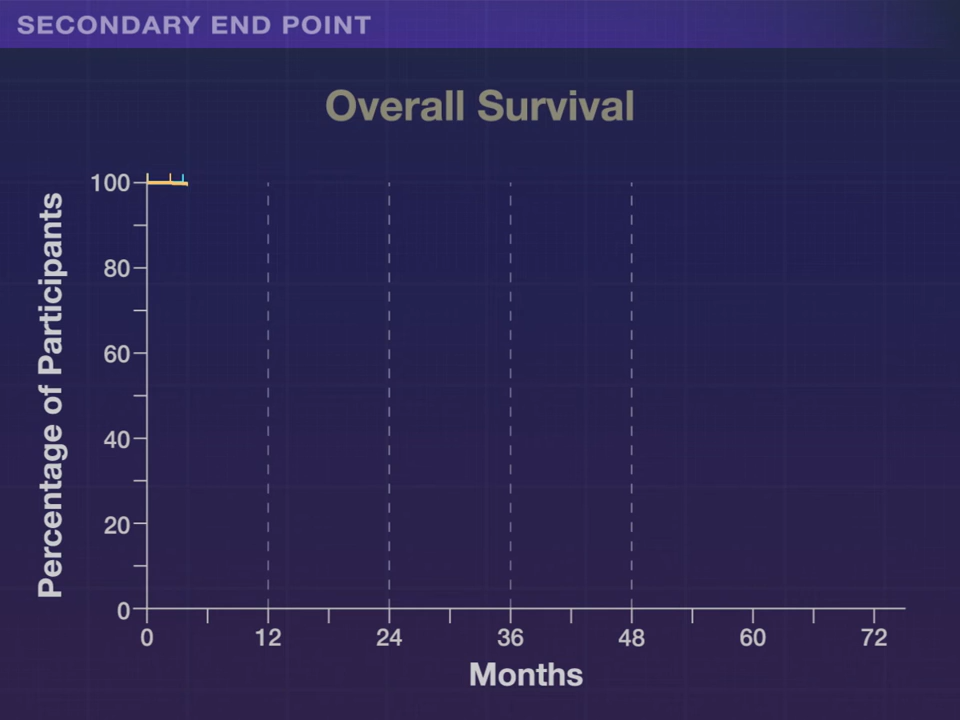 SECONDARY END POINT
Overall Survival
Percentage of Participants
100
80
60
40
20
0
0 12 24 36 48 60 72
Months